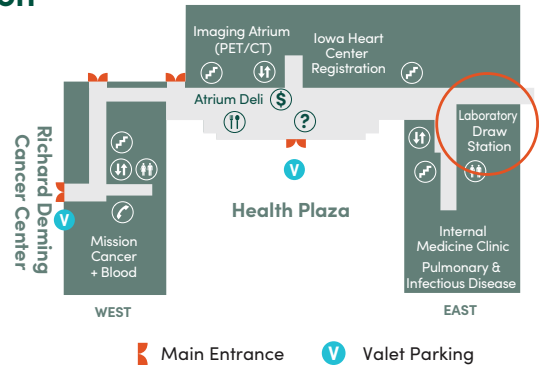 Imaging Atrium
(PET/CT)
Iowa Heart
Center
Registration
Atrium Deli
$
?
Laboratory
Draw
Station
Richard Deming
Cancer Center
V
V
Health Plaza
Mission
Cancer
+ Blood
Internal
Medicine Clinic
Pulmonary &
Infectious Disease
WEST
EAST
Main Entrance
V Valet Parking